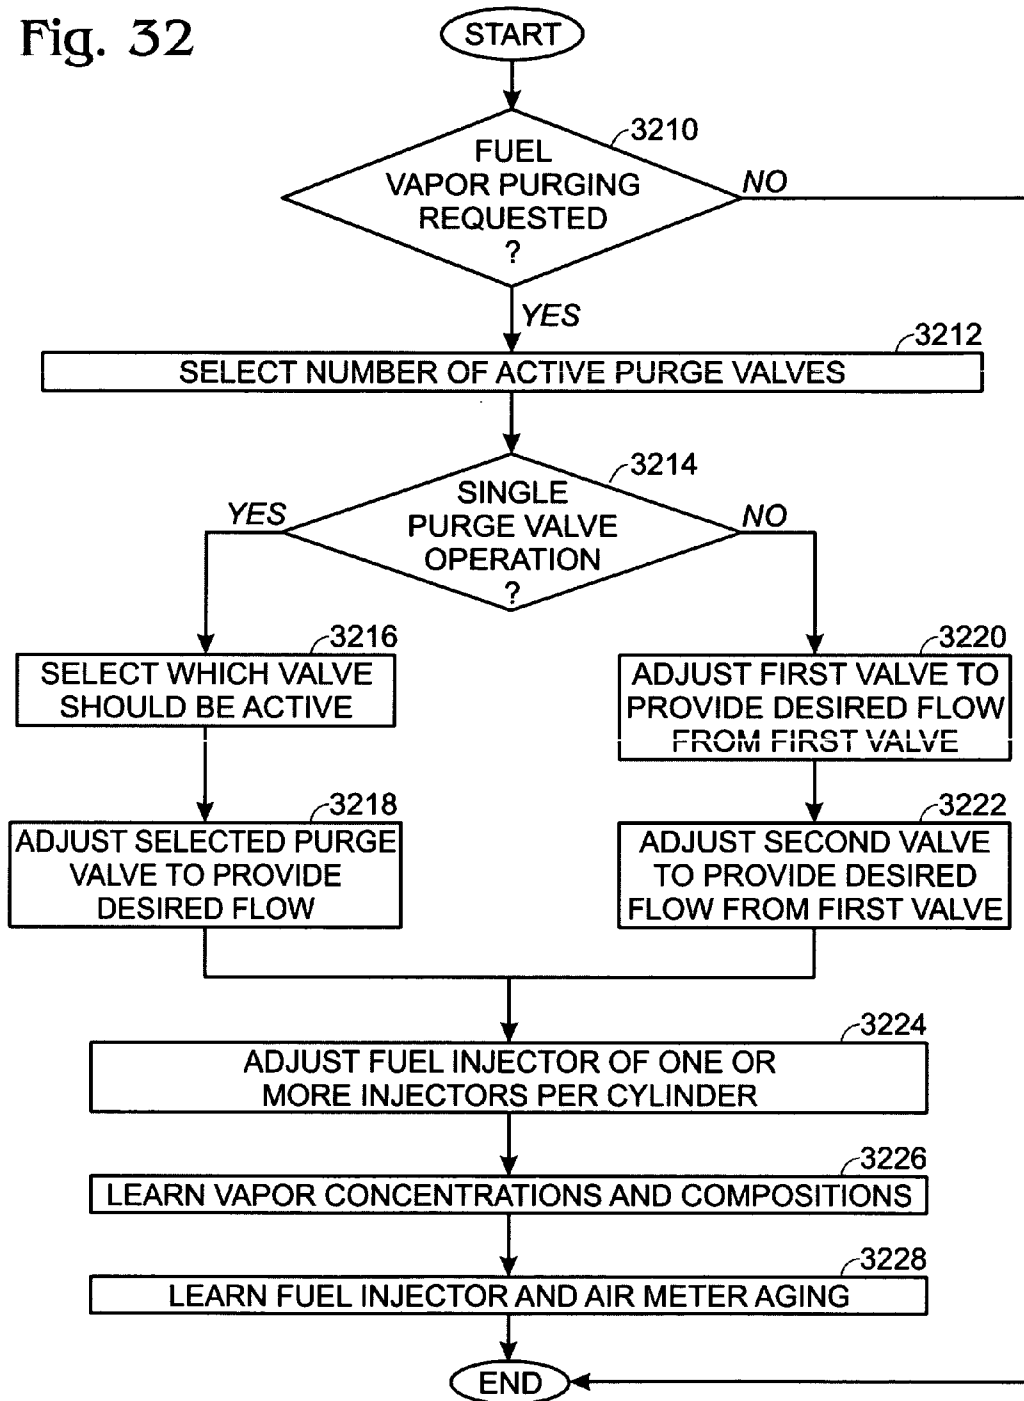 Fig. 32
START
3210
FUEL
VAPOR PURGING
REQUESTED
?
NO
YES
3212
SELECT NUMBER OF ACTIVE PURGE VALVES
3214
SINGLE
PURGE VALVE
OPERATION
?
YES
NO
3216
SELECT WHICH VALVE
SHOULD BE ACTIVE
3218
ADJUST SELECTED PURGE
VALVE TO PROVIDE
DESIRED FLOW
3220
ADJUST FIRST VALVE TO
PROVIDE DESIRED FLOW
FROM FIRST VALVE
3222
ADJUST SECOND VALVE
TO PROVIDE DESIRED
FLOW FROM FIRST VALVE
3224
ADJUST FUEL INJECTOR OF ONE OR
MORE INJECTORS PER CYLINDER
3226
LEARN VAPOR CONCENTRATIONS AND COMPOSITIONS
3228
LEARN FUEL INJECTOR AND AIR METER AGING
END